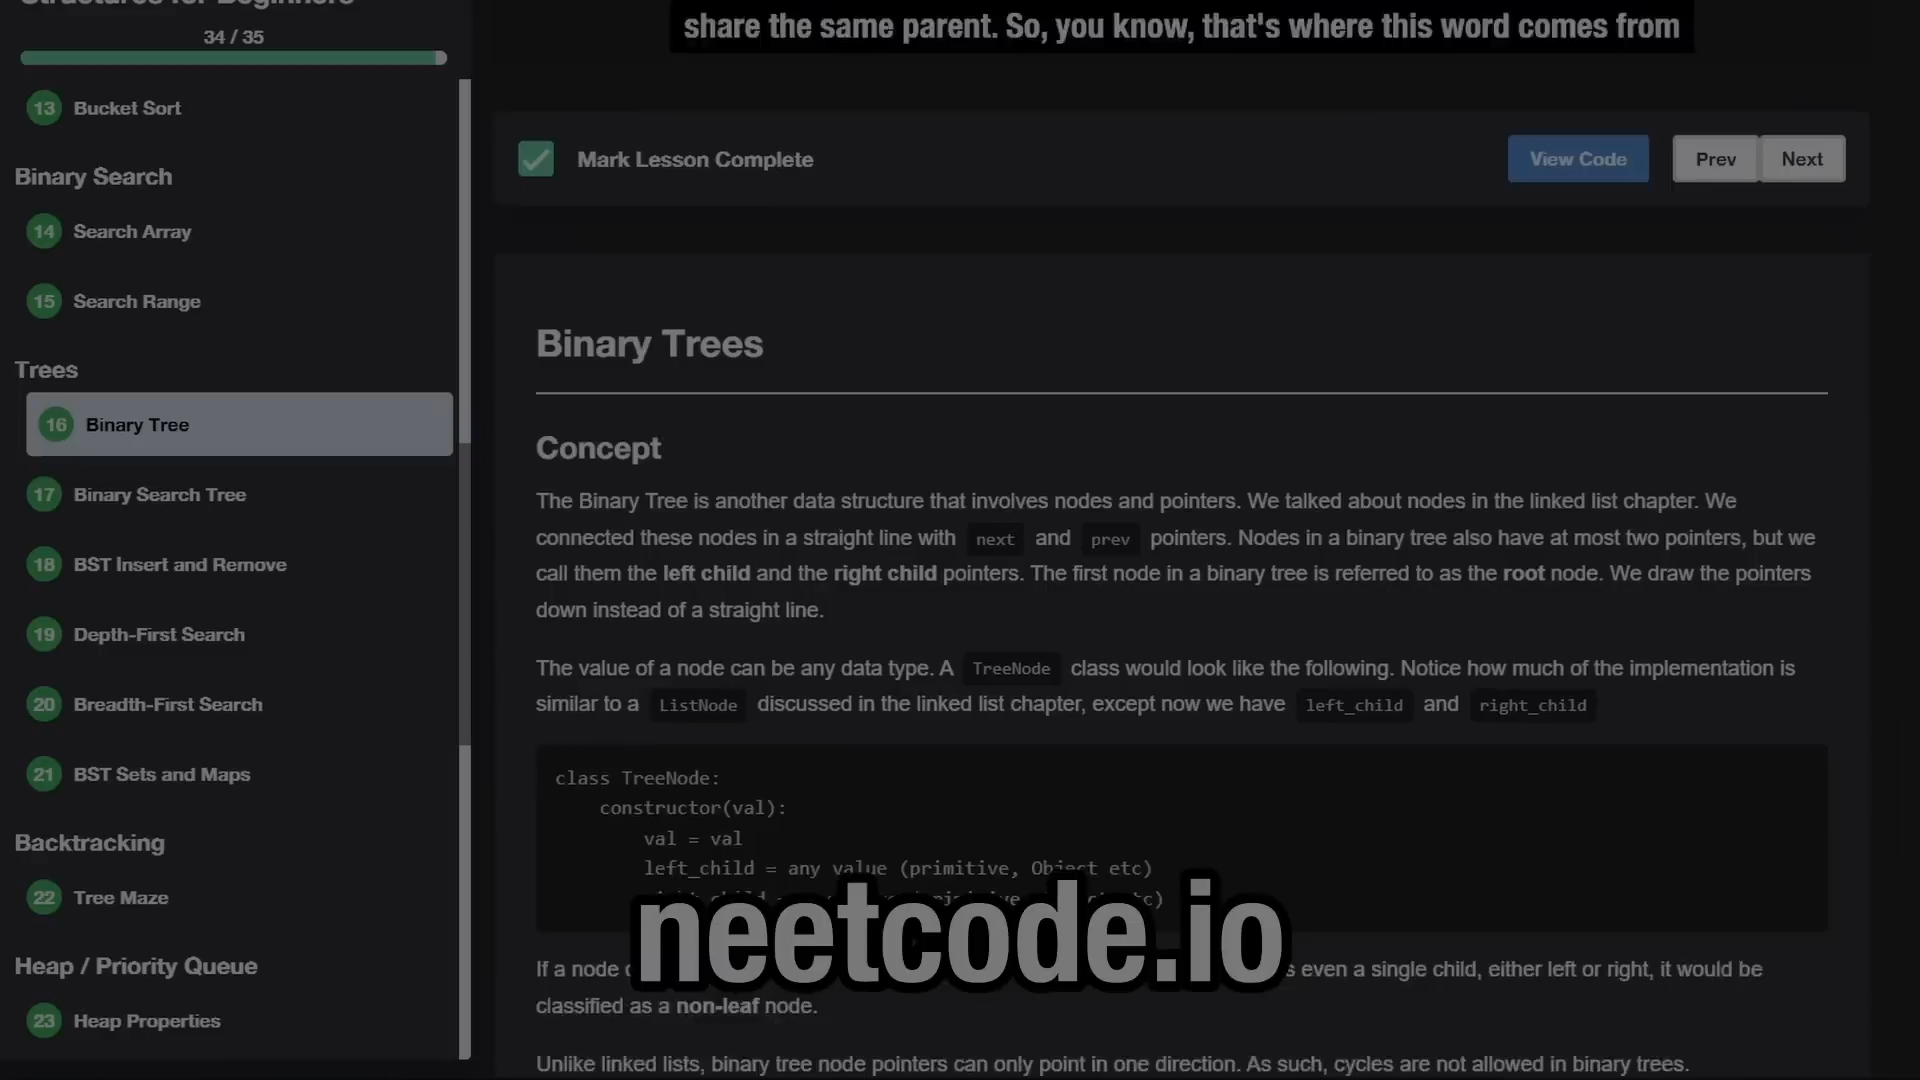 Structures for Beginners
34 / 35
13 Bucket Sort
Binary Search
14 Search Array
15 Search Range
Trees
16 Binary Tree
17 Binary Search Tree
18 BST Insert and Remove
19 Depth-First Search
20 Breadth-First Search
21 BST Sets and Maps
Backtracking
22 Tree Maze
Heap / Priority Queue
23 Heap Properties
share the same parent. So, you know, that's where this word comes from
Mark Lesson Complete
View Code
Prev
Next
Binary Trees
Concept
The Binary Tree is another data structure that involves nodes and pointers. We talked about nodes in the linked list chapter. We
connected these nodes in a straight line with next and prev pointers. Nodes in a binary tree also have at most two pointers, but we
call them the left child and the right child pointers. The first node in a binary tree is referred to as the root node. We draw the pointers
down instead of a straight line.
The value of a node can be any data type. A TreeNode class would look like the following. Notice how much of the implementation is
similar to a ListNode discussed in the linked list chapter, except now we have left_child and right_child
class TreeNode:
constructor(val):
val = val
left_child = any value (primitive, Object etc)
neetcode.io
If a node
even a single child, either left or right, it would be
classified as a non-leaf node.
Unlike linked lists, binary tree node pointers can only point in one direction. As such, cycles are not allowed in binary trees.